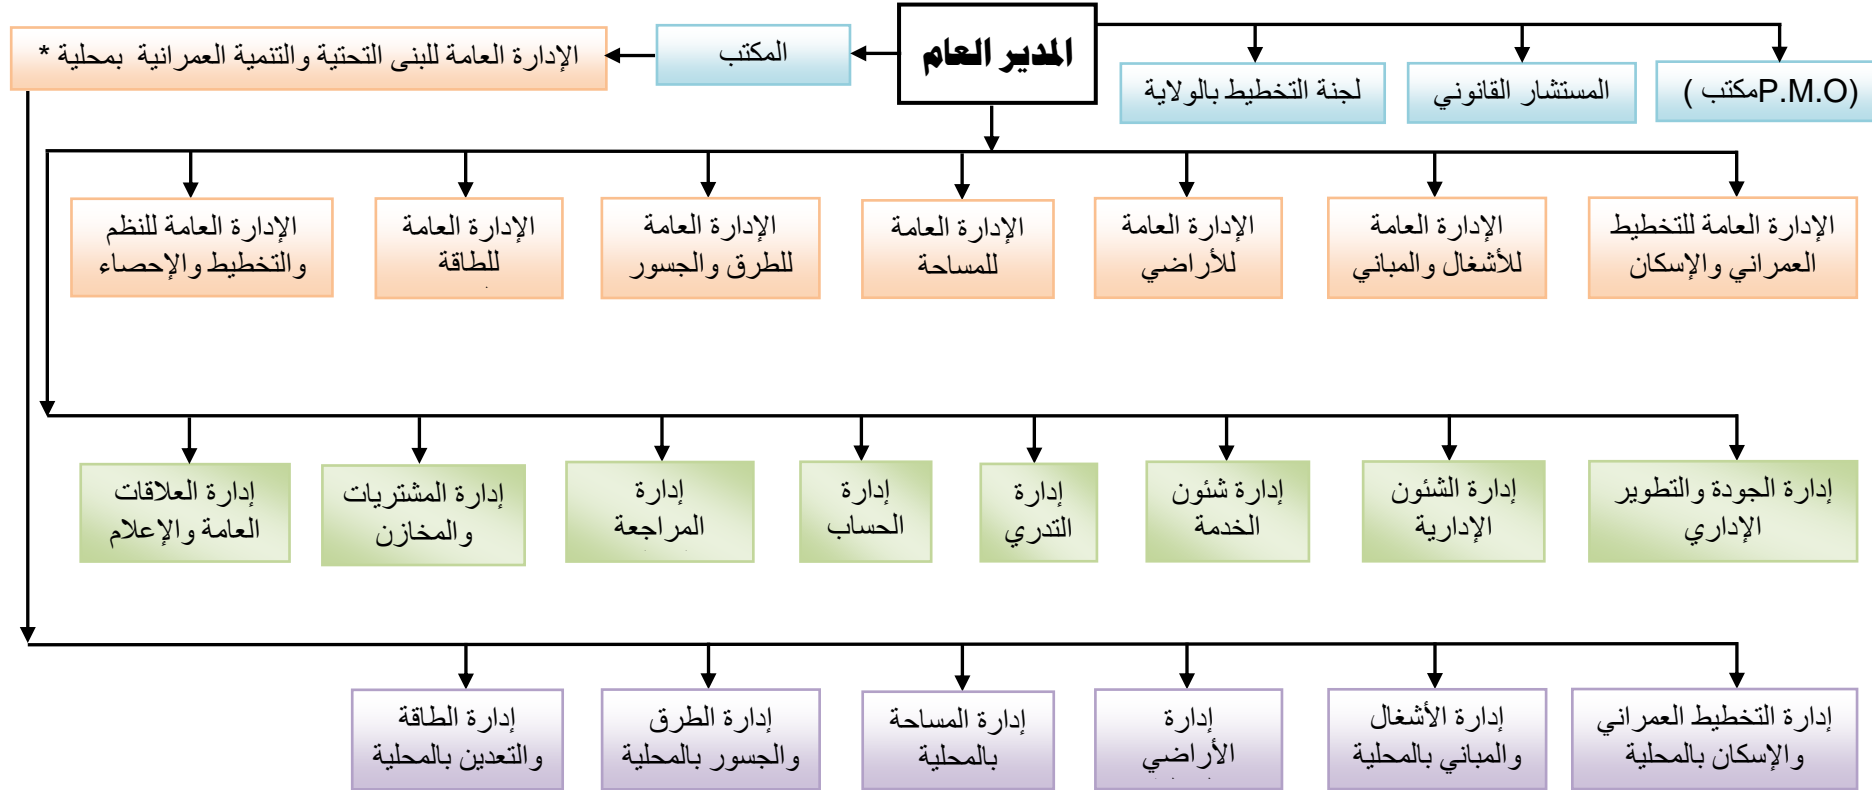 المدير العام
(P.M.Oمكتب )
المستشار القانوني
لجنة التخطيط بالولاية
المكتب
الإدارة العامة للبنى التحتية والتنمية العمرانية بمحلية *
الإدارة العامة للتخطيط
العمراني والإسكان
الإدارة العامة
للأشغال والمباني
الإدارة العامة
للأراضي
الإدارة العامة
للمساحة
الإدارة العامة
للطرق والجسور
الإدارة العامة
للطاقة
الإدارة العامة للنظم
والتخطيط والإحصاء
إدارة الجودة والتطوير
الإداري
إدارة الشئون
الإدارية
إدارة شئون
الخدمة
إدارة
التدري
إدارة
الحساب
إدارة
المراجعة
إدارة المشتريات
والمخازن
إدارة العلاقات
العامة والإعلام
إدارة التخطيط العمراني
والإسكان بالمحلية
إدارة الأشغال
والمباني بالمحلية
إدارة
الأراضي
إدارة المساحة
بالمحلية
إدارة الطرق
والجسور بالمحلية
إدارة الطاقة
والتعدين بالمحلية